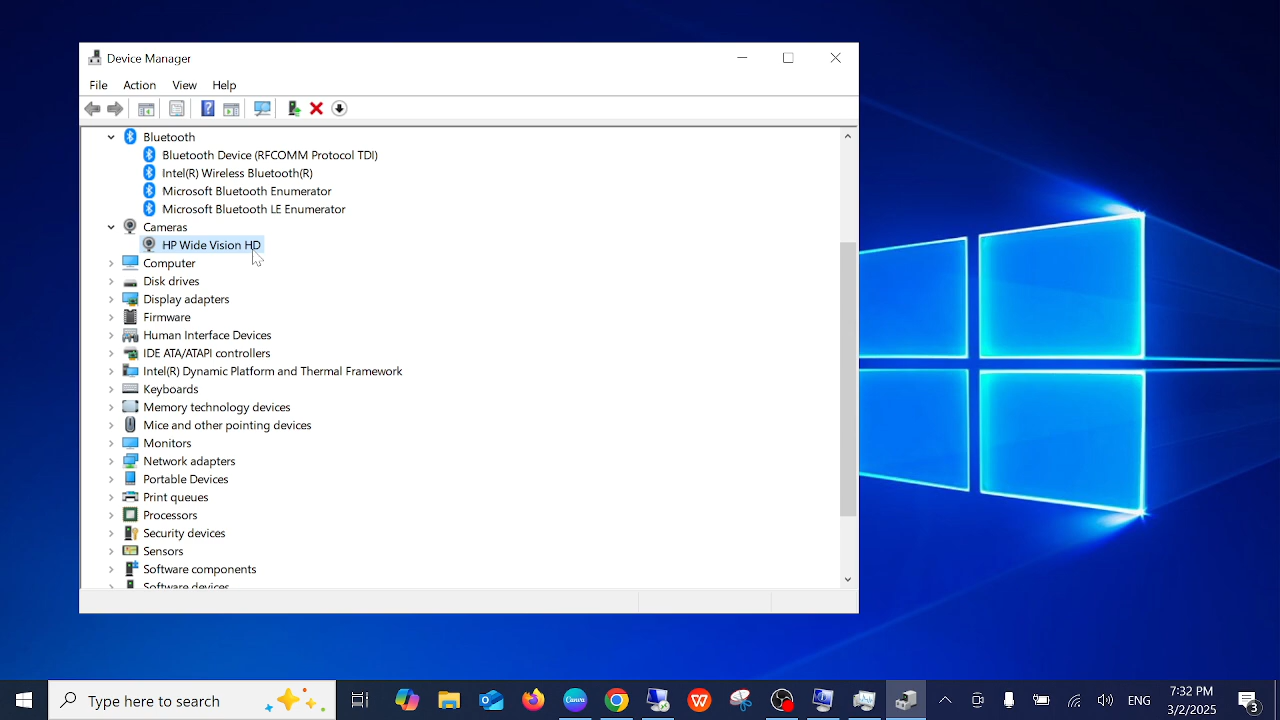 Device Manager
File Action View Help
Bluetooth
Bluetooth Device (RFCOMM Protocol TDI)
Intel(R) Wireless Bluetooth(R)
Microsoft Bluetooth Enumerator
Microsoft Bluetooth LE Enumerator
Cameras
HP Wide Vision HD
Computer
Disk drives
Display adapters
Firmware
Human Interface Devices
IDE ATA/ATAPI controllers
Intel(R) Dynamic Platform and Thermal Framework
Keyboards
Memory technology devices
Mice and other pointing devices
Monitors
Network adapters
Portable Devices
Print queues
Processors
Security devices
Sensors
Software components
Software devices
Type here to search
Canva
ENG
7:32 PM
3/2/2025
3